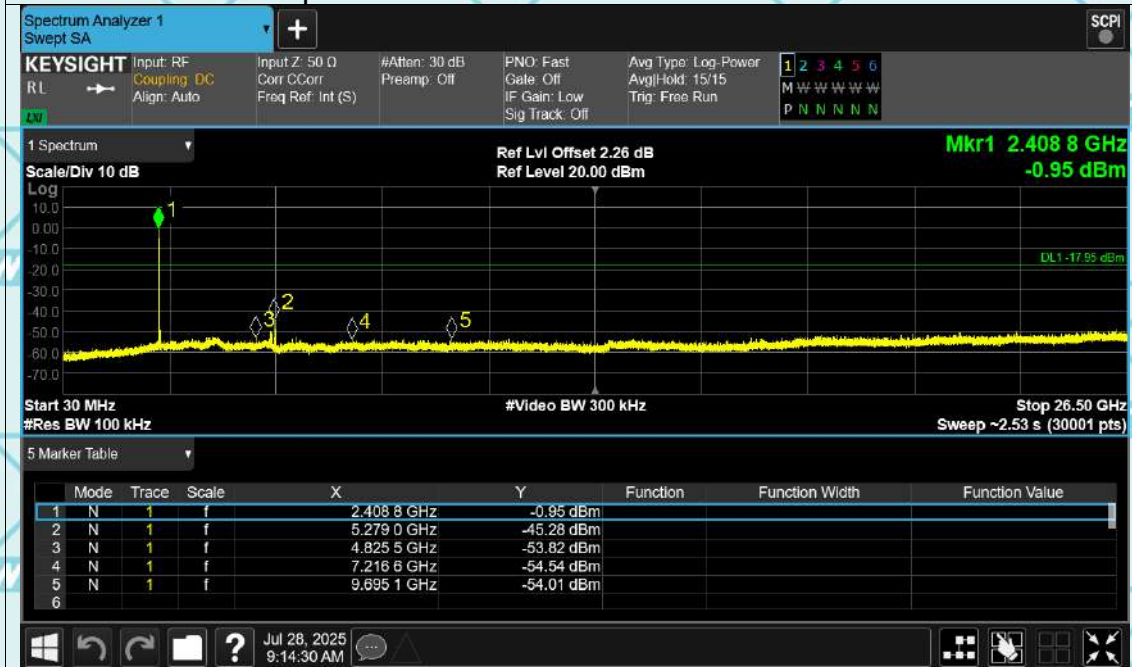 Spectrum Analyzer 1
Swept SA
+
SCPI
KEYSIGHT
RL
LXI
Input: RF
Coupling: DC
Align: Auto
Input Z: 50 Ω
Corr CCorr
Freq Ref: Int (S)
#Atten: 30 dB
Preamp: Off
PNO: Fast
Gate: Off
IF Gain: Low
Sig Track: Off
Avg Type: Log-Power
Avg|Hold: 15/15
Trig: Free Run
1 2 3 4 5 6
M W W W W W
P N N N N N
1 Spectrum
Scale/Div 10 dB
Ref Lvl Offset 2.26 dB
Ref Level 20.00 dBm
Mkr1 2.408 8 GHz
-0.95 dBm
Log
10.0
0.00
-10.0
-20.0
-30.0
-40.0
-50.0
-60.0
-70.0
1
2
3
4
5
DL1 -17.95 dBm
Start 30 MHz
#Res BW 100 kHz
#Video BW 300 kHz
Stop 26.50 GHz
Sweep ~2.53 s (30001 pts)
5 Marker Table
Mode Trace Scale X Y Function Function Width Function Value
1 N 1 f 2.408 8 GHz -0.95 dBm
2 N 1 f 5.279 0 GHz -45.28 dBm
3 N 1 f 4.825 5 GHz -53.82 dBm
4 N 1 f 7.216 6 GHz -54.54 dBm
5 N 1 f 9.695 1 GHz -54.01 dBm
6
?
Jul 28, 2025
9:14:30 AM